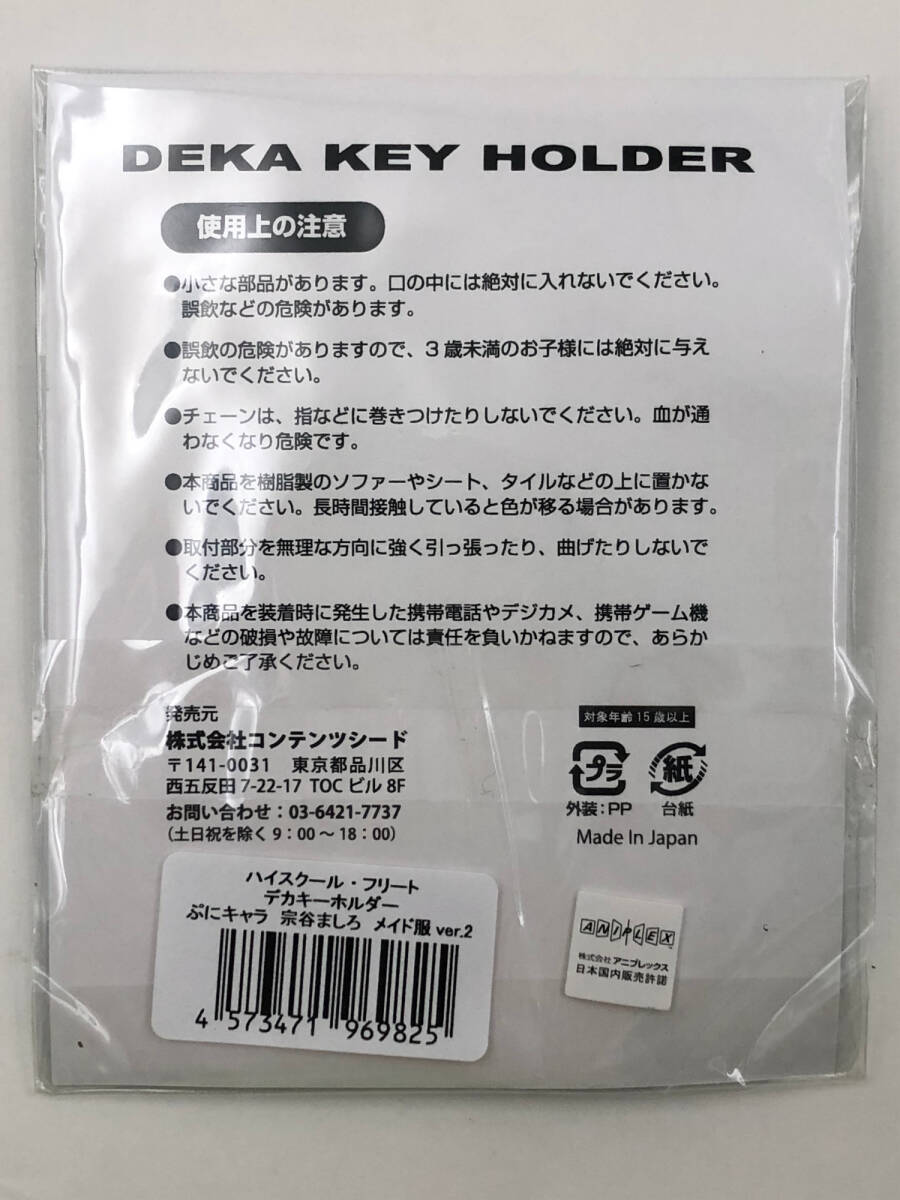 DEKA KEY HOLDER
使用上の注意
●小さな部品があります。口の中には絶対に入れないでください。
誤飲などの危険があります。
●誤飲の危険がありますので、3歳未満のお子様には絶対に与え
ないでください。
●チェーンは、指などに巻きつけたりしないでください。血が通
わなくなり危険です。
●本商品を樹脂製のソファーやシート、タイルなどの上に置かな
いでください。長時間接触していると色が移る場合があります。
●取付部分を無理な方向に強く引っ張ったり、曲げたりしないで
ください。
●本商品を装着時に発生した携帯電話やデジカメ、携帯ゲーム機
などの破損や故障については責任を負いかねますので、あらか
じめご了承ください。
発売元
株式会社コンテンツシード
〒141-0031 東京都品川区
西五反田 7-22-17 TOC ビル 8F
お問い合わせ：03-6421-7737
（土日祝を除く 9：00～18：00）
対象年齢 15 歳以上
プラ
紙
外装：PP
台紙
Made In Japan
ハイスクール・フリート
デカキーホルダー
ぷにキャラ 宗谷ましろ メイド服 ver.2
4 573471 969825
ANIPLEX
株式会社 アニプレックス
日本国内販売許諾